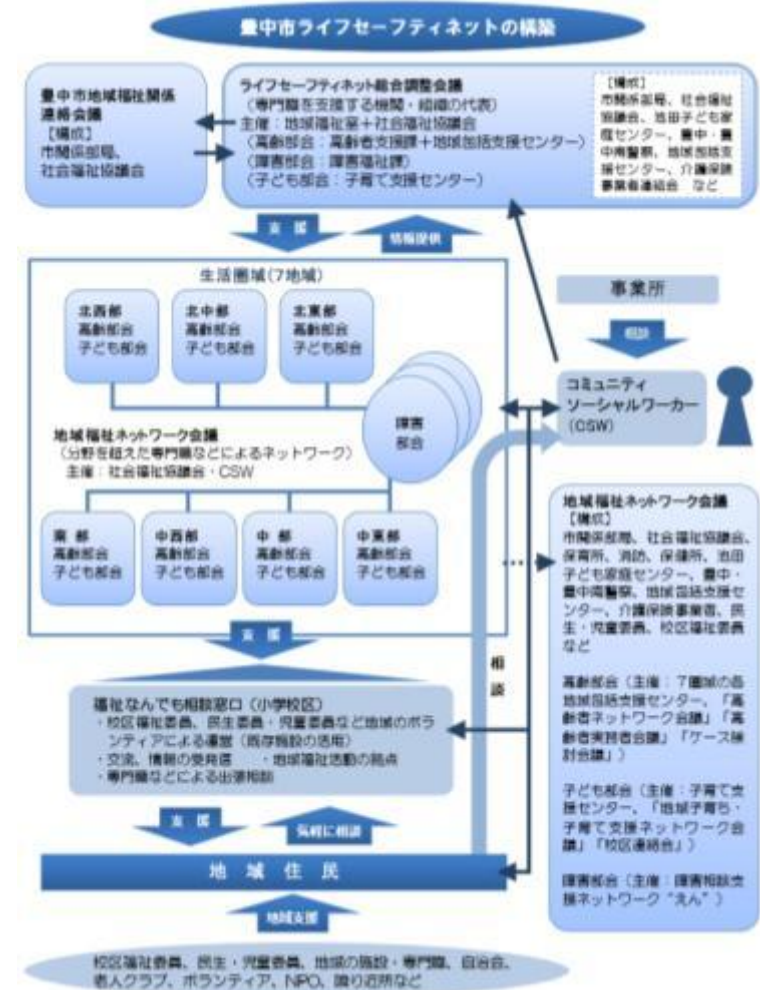 豊中市ライフセーフティネットの構築
豊中市地域福祉関係
連絡会議
【構成】
市関係部局、
社会福祉協議会
ライフセーフティネット総合調整会議
(専門職を支援する機関・組織の代表)
主催:地域福祉室+社会福祉協議会
(高齢部会:高齢者支援課+地域包括支援センター)
(障害部会:障害福祉課)
(子ども部会:子育て支援センター)
【構成】
市関係部局、社会福祉
協議会、池田子ども家
庭センター、豊中・豊
中南警察、地域包括支
援センター、介護保険
事業者連絡会 など
支援
情報提供
生活圏域(7地域)
北西部
高齢部会
子ども部会
北中部
高齢部会
子ども部会
北東部
高齢部会
子ども部会
障害
部会
地域福祉ネットワーク会議
(分野を超えた専門職などによるネットワーク)
主催:社会福祉協議会・CSW
南部
高齢部会
子ども部会
中西部
高齢部会
子ども部会
中部
高齢部会
子ども部会
中東部
高齢部会
子ども部会
事業所
相談
コミュニティ
ソーシャルワーカー
(CSW)
地域福祉ネットワーク会議
【構成】
市関係部局、社会福祉協議会、
保育所、消防、保健所、池田
子ども家庭センター、豊中・
豊中南警察、地域包括支援セ
ンター、介護保険事業者、民
生・児童委員、校区福祉委員
など
高齢部会(主催:7圏域の各
地域包括支援センター、「高
齢者ネットワーク会議」「高
齢者実務者会議」「ケース検
討会議」)
子ども部会(主催:子育て支
援センター、「地域子育ち・
子育て支援ネットワーク会
議」「校区連絡会」)
障害部会(主催:障害相談支
援ネットワーク“えん”)
支援
相談
福祉なんでも相談窓口(小学校区)
・校区福祉委員、民生委員・児童委員など地域のボラ
ンティアによる運営(既存施設の活用)
・交流、情報の受発信 ・地域福祉活動の拠点
・専門職などによる出張相談
支援
気軽に相談
地域住民
地域支援
校区福祉委員、民生・児童委員、地域の施設・専門職、自治会、
老人クラブ、ボランティア、NPO、隣り近所など